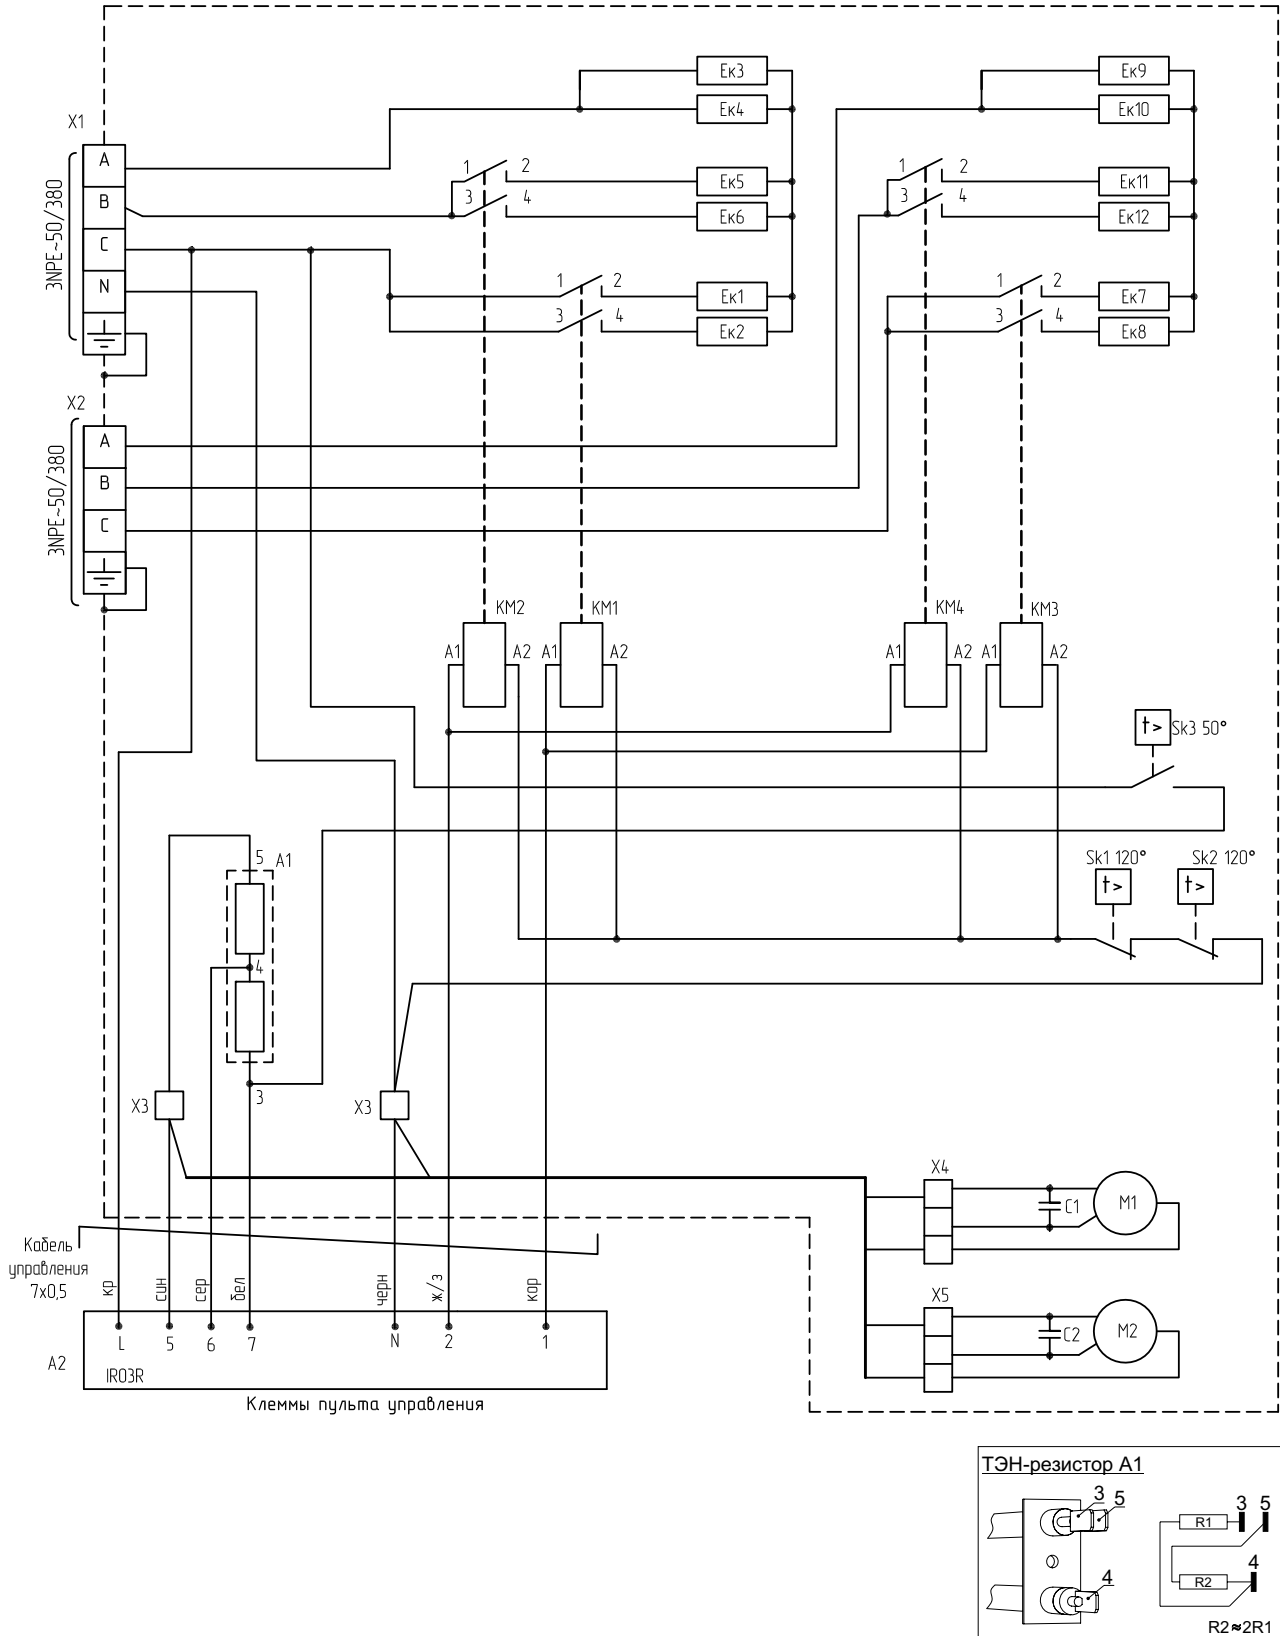 Ек3
Ек9
Ек4
Ек10
X1
A
1
2
1
2
Ек5
Ек11
3
4
3
4
B
Ек6
Ек12
3NPE~50/380
C
N
1
2
1
2
Ек1
Ек7
3
4
3
4
Ек2
Ек8
X2
A
B
C
3NPE~50/380
KM2
KM1
KM4
KM3
A1
A2
A1
A2
A1
A2
A1
A2
t>
Sk3 50°
5
A1
Sk1 120°
Sk2 120°
t>
t>
4
3
X3
X3
X4
C1
M1
Кабель
управления
7х0,5
кр
син
сер
бел
черн
ж/з
кор
X5
C2
M2
L
5
6
7
N
2
1
A2
IR03R
Клеммы пульта управления
ТЭН-резистор А1
3
5
4
3
5
R1
4
R2
R2≈2R1